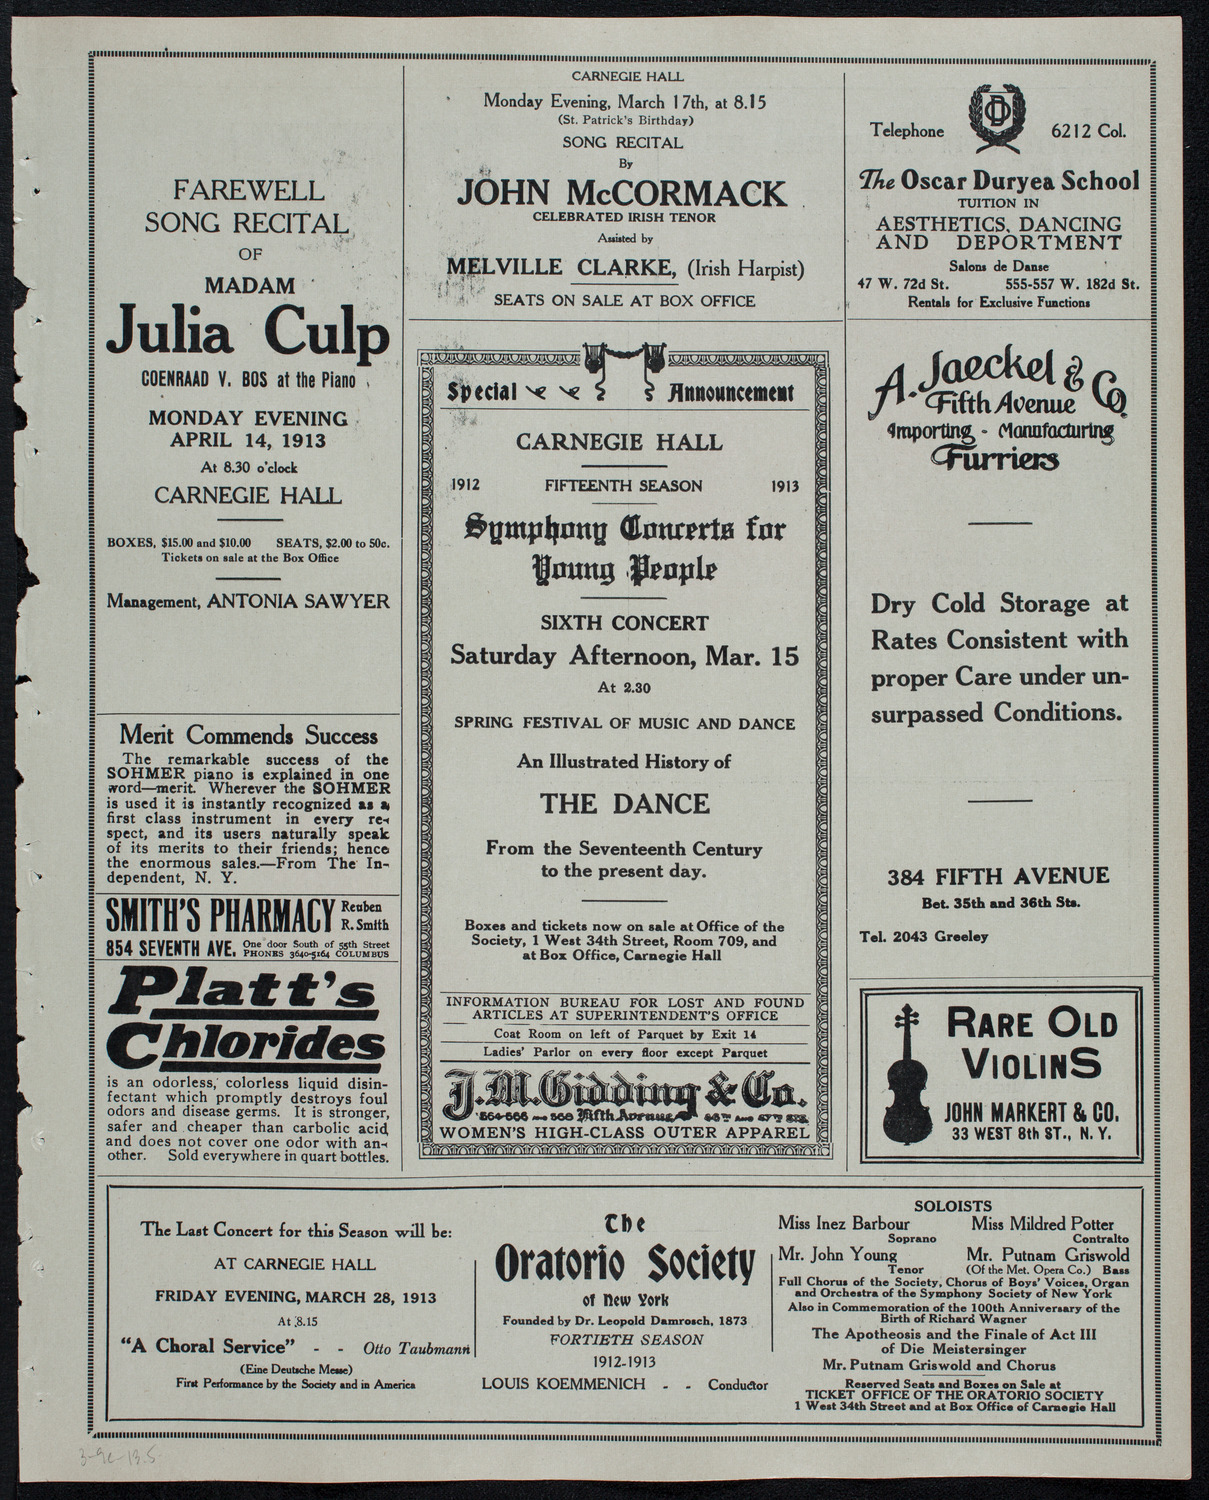 FAREWELL
SONG RECITAL
OF
MADAM
Julia Culp
COENRAAD V. BOS at the Piano
MONDAY EVENING
APRIL 14, 1913
At 8.30 o'clock
CARNEGIE HALL
BOXES, $15.00 and $10.00 SEATS, $2.00 to 50c.
Tickets on sale at the Box Office
Management, ANTONIA SAWYER
Merit Commends Success
The remarkable success of the
SOHMER piano is explained in one
word—merit. Wherever the SOHMER
is used it is instantly recognized as a
first class instrument in every re-
spect, and its users naturally speak
of its merits to their friends; hence
the enormous sales.—From The In-
dependent, N. Y.
SMITH'S PHARMACY Reuben
R. Smith
854 SEVENTH AVE. One door South of 55th Street
PHONES 3640-5164 COLUMBUS
Platt's
Chlorides
is an odorless, colorless liquid disin-
fectant which promptly destroys foul
odors and disease germs. It is stronger,
safer and cheaper than carbolic acid
and does not cover one odor with an-
other. Sold everywhere in quart bottles.
CARNEGIE HALL
Monday Evening, March 17th, at 8.15
(St. Patrick's Birthday)
SONG RECITAL
By
JOHN McCORMACK
CELEBRATED IRISH TENOR
Assisted by
MELVILLE CLARKE, (Irish Harpist)
SEATS ON SALE AT BOX OFFICE
Special Announcement
CARNEGIE HALL
1912 FIFTEENTH SEASON 1913
Symphony Concerts for
Young People
SIXTH CONCERT
Saturday Afternoon, Mar. 15
At 2.30
SPRING FESTIVAL OF MUSIC AND DANCE
An Illustrated History of
THE DANCE
From the Seventeenth Century
to the present day.
Boxes and tickets now on sale at Office of the
Society, 1 West 34th Street, Room 709, and
at Box Office, Carnegie Hall
INFORMATION BUREAU FOR LOST AND FOUND
ARTICLES AT SUPERINTENDENT'S OFFICE
Coat Room on left of Parquet by Exit 14
Ladies' Parlor on every floor except Parquet
J.M. Gidding & Co.
564-566 AND 568 Fifth Avenue 46TH AND 47TH STS.
WOMEN'S HIGH-CLASS OUTER APPAREL
Telephone DO 6212 Col.
The Oscar Duryea School
TUITION IN
AESTHETICS, DANCING
AND DEPORTMENT
Salons de Danse
47 W. 72d St. 555-557 W. 182d St.
Rentals for Exclusive Functions
A. Jaeckel & Co.
Fifth Avenue
Importing - Manufacturing
Furriers
Dry Cold Storage at
Rates Consistent with
proper Care under un-
surpassed Conditions.
384 FIFTH AVENUE
Bet. 35th and 36th Sts.
Tel. 2043 Greeley
RARE OLD
VIOLINS
JOHN MARKERT & CO.
33 WEST 8th ST., N. Y.
The Last Concert for this Season will be:
AT CARNEGIE HALL
FRIDAY EVENING, MARCH 28, 1913
At 8.15
"A Choral Service" - - Otto Taubmann
(Eine Deutsche Messe)
First Performance by the Society and in America
The
Oratorio Society
of New York
Founded by Dr. Leopold Damrosch, 1873
FORTIETH SEASON
1912-1913
LOUIS KOEMMENICH - - Conductor
SOLOISTS
Miss Inez Barbour Miss Mildred Potter
Soprano Contralto
Mr. John Young Mr. Putnam Griswold
Tenor (Of the Met. Opera Co.) Bass
Full Chorus of the Society, Chorus of Boys' Voices, Organ
and Orchestra of the Symphony Society of New York
Also in Commemoration of the 100th Anniversary of the
Birth of Richard Wagner
The Apotheosis and the Finale of Act III
of Die Meistersinger
Mr. Putnam Griswold and Chorus
Reserved Seats and Boxes on Sale at
TICKET OFFICE OF THE ORATORIO SOCIETY
1 West 34th Street and at Box Office of Carnegie Hall